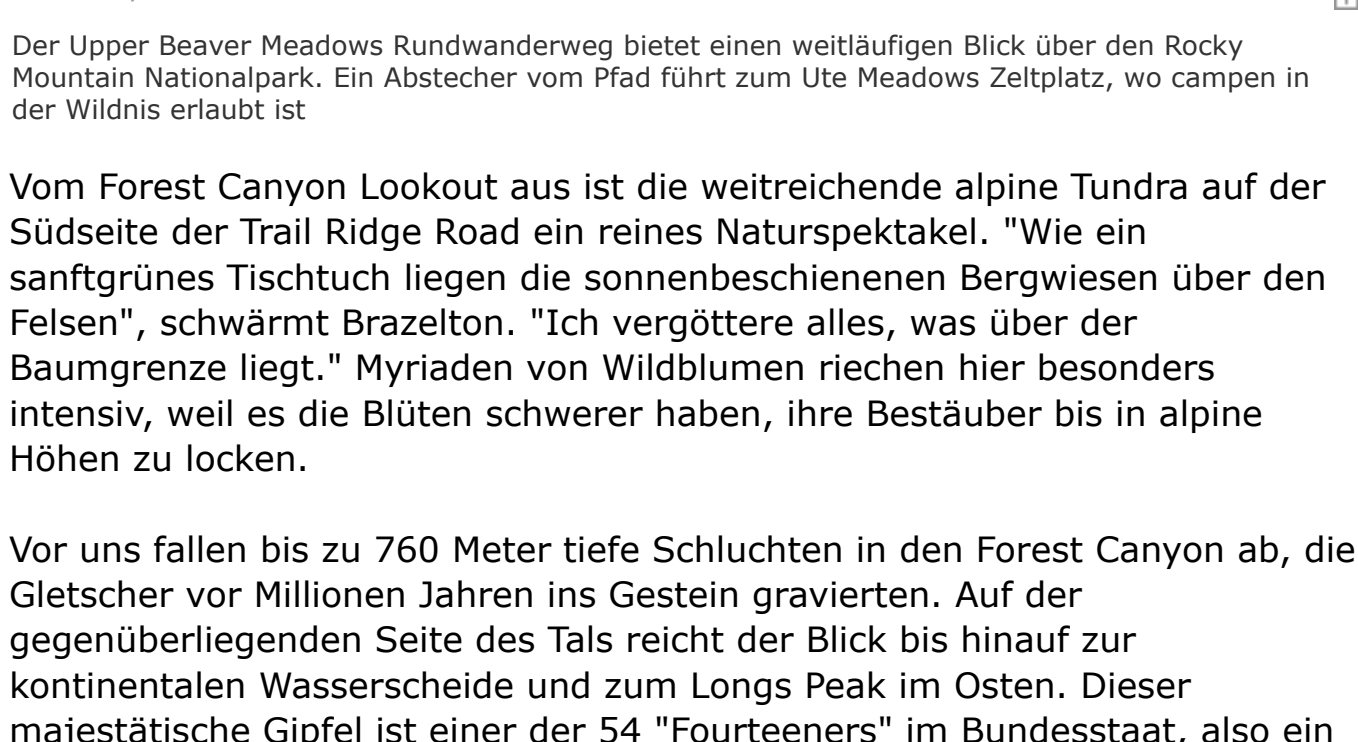 Der Upper Beaver Meadows Rundwanderweg bietet einen weitläufigen Blick über den Rocky
Mountain Nationalpark. Ein Abstecher vom Pfad führt zum Ute Meadows Zeltplatz, wo campen in
der Wildnis erlaubt ist
Vom Forest Canyon Lookout aus ist die weitreichende alpine Tundra auf der
Südseite der Trail Ridge Road ein reines Naturspektakel. "Wie ein
sanftgrünes Tischtuch liegen die sonnenbeschienenen Bergwiesen über den
Felsen", schwärmt Brazelton. "Ich vergöttere alles, was über der
Baumgrenze liegt." Myriaden von Wildblumen riechen hier besonders
intensiv, weil es die Blüten schwerer haben, ihre Bestäuber bis in alpine
Höhen zu locken.
Vor uns fallen bis zu 760 Meter tiefe Schluchten in den Forest Canyon ab, die
Gletscher vor Millionen Jahren ins Gestein gravierten. Auf der
gegenüberliegenden Seite des Tals reicht der Blick bis hinauf zur
kontinentalen Wasserscheide und zum Longs Peak im Osten. Dieser
majestätische Gipfel ist einer der 54 "Fourteeners" im Bundesstaat, also ein